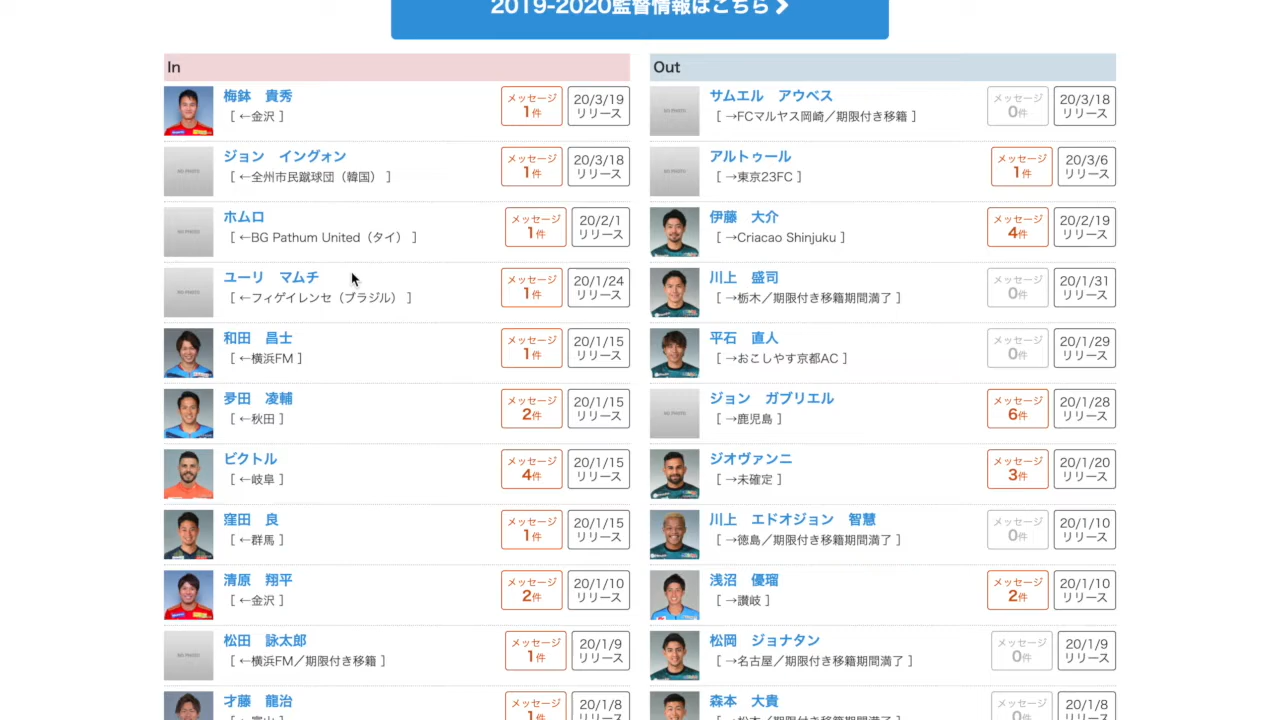 2019-2020監督情報はこちら
In
梅鉢　貴秀
[ ←金沢 ]
メッセージ
1件
20/3/19
リリース
ジョン　イングォン
[ ←全州市民蹴球団（韓国） ]
メッセージ
1件
20/3/18
リリース
ホムロ
[ ←BG Pathum United（タイ） ]
メッセージ
1件
20/2/1
リリース
ユーリ　マムチ
[ ←フィゲイレンセ（ブラジル） ]
メッセージ
1件
20/1/24
リリース
和田　昌士
[ ←横浜FM ]
メッセージ
1件
20/1/15
リリース
夛田　凌輔
[ ←秋田 ]
メッセージ
2件
20/1/15
リリース
ビクトル
[ ←岐阜 ]
メッセージ
4件
20/1/15
リリース
窪田　良
[ ←群馬 ]
メッセージ
1件
20/1/15
リリース
清原　翔平
[ ←金沢 ]
メッセージ
2件
20/1/10
リリース
松田　詠太郎
[ ←横浜FM／期限付き移籍 ]
メッセージ
1件
20/1/9
リリース
才藤　龍治
メッセージ
1件
20/1/8
リリース
Out
サムエル　アウベス
[ →FCマルヤス岡崎／期限付き移籍 ]
メッセージ
0件
20/3/18
リリース
アルトゥール
[ →東京23FC ]
メッセージ
1件
20/3/6
リリース
伊藤　大介
[ →Criacao Shinjuku ]
メッセージ
4件
20/2/19
リリース
川上　盛司
[ →栃木／期限付き移籍期間満了 ]
メッセージ
0件
20/1/31
リリース
平石　直人
[ →おこしやす京都AC ]
メッセージ
0件
20/1/29
リリース
ジョン　ガブリエル
[ →鹿児島 ]
メッセージ
6件
20/1/28
リリース
ジオヴァンニ
[ →未確定 ]
メッセージ
3件
20/1/20
リリース
川上　エドオジョン　智慧
[ →徳島／期限付き移籍期間満了 ]
メッセージ
0件
20/1/10
リリース
浅沼　優瑠
[ →讃岐 ]
メッセージ
2件
20/1/10
リリース
松岡　ジョナタン
[ →名古屋／期限付き移籍期間満了 ]
メッセージ
0件
20/1/9
リリース
森本　大貴
メッセージ
0件
20/1/8
リリース